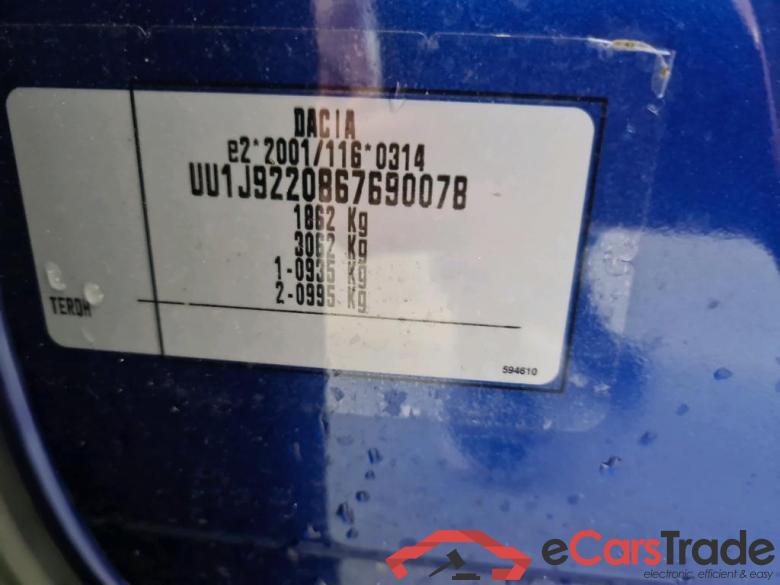 DACIA
e2*2001/116*0314
UU1J9220867690078
1862 Kg
3062 Kg
1-0935 Kg
2-0995 Kg
TERDM
594610
eCarsTrade
electronic, efficient & easy